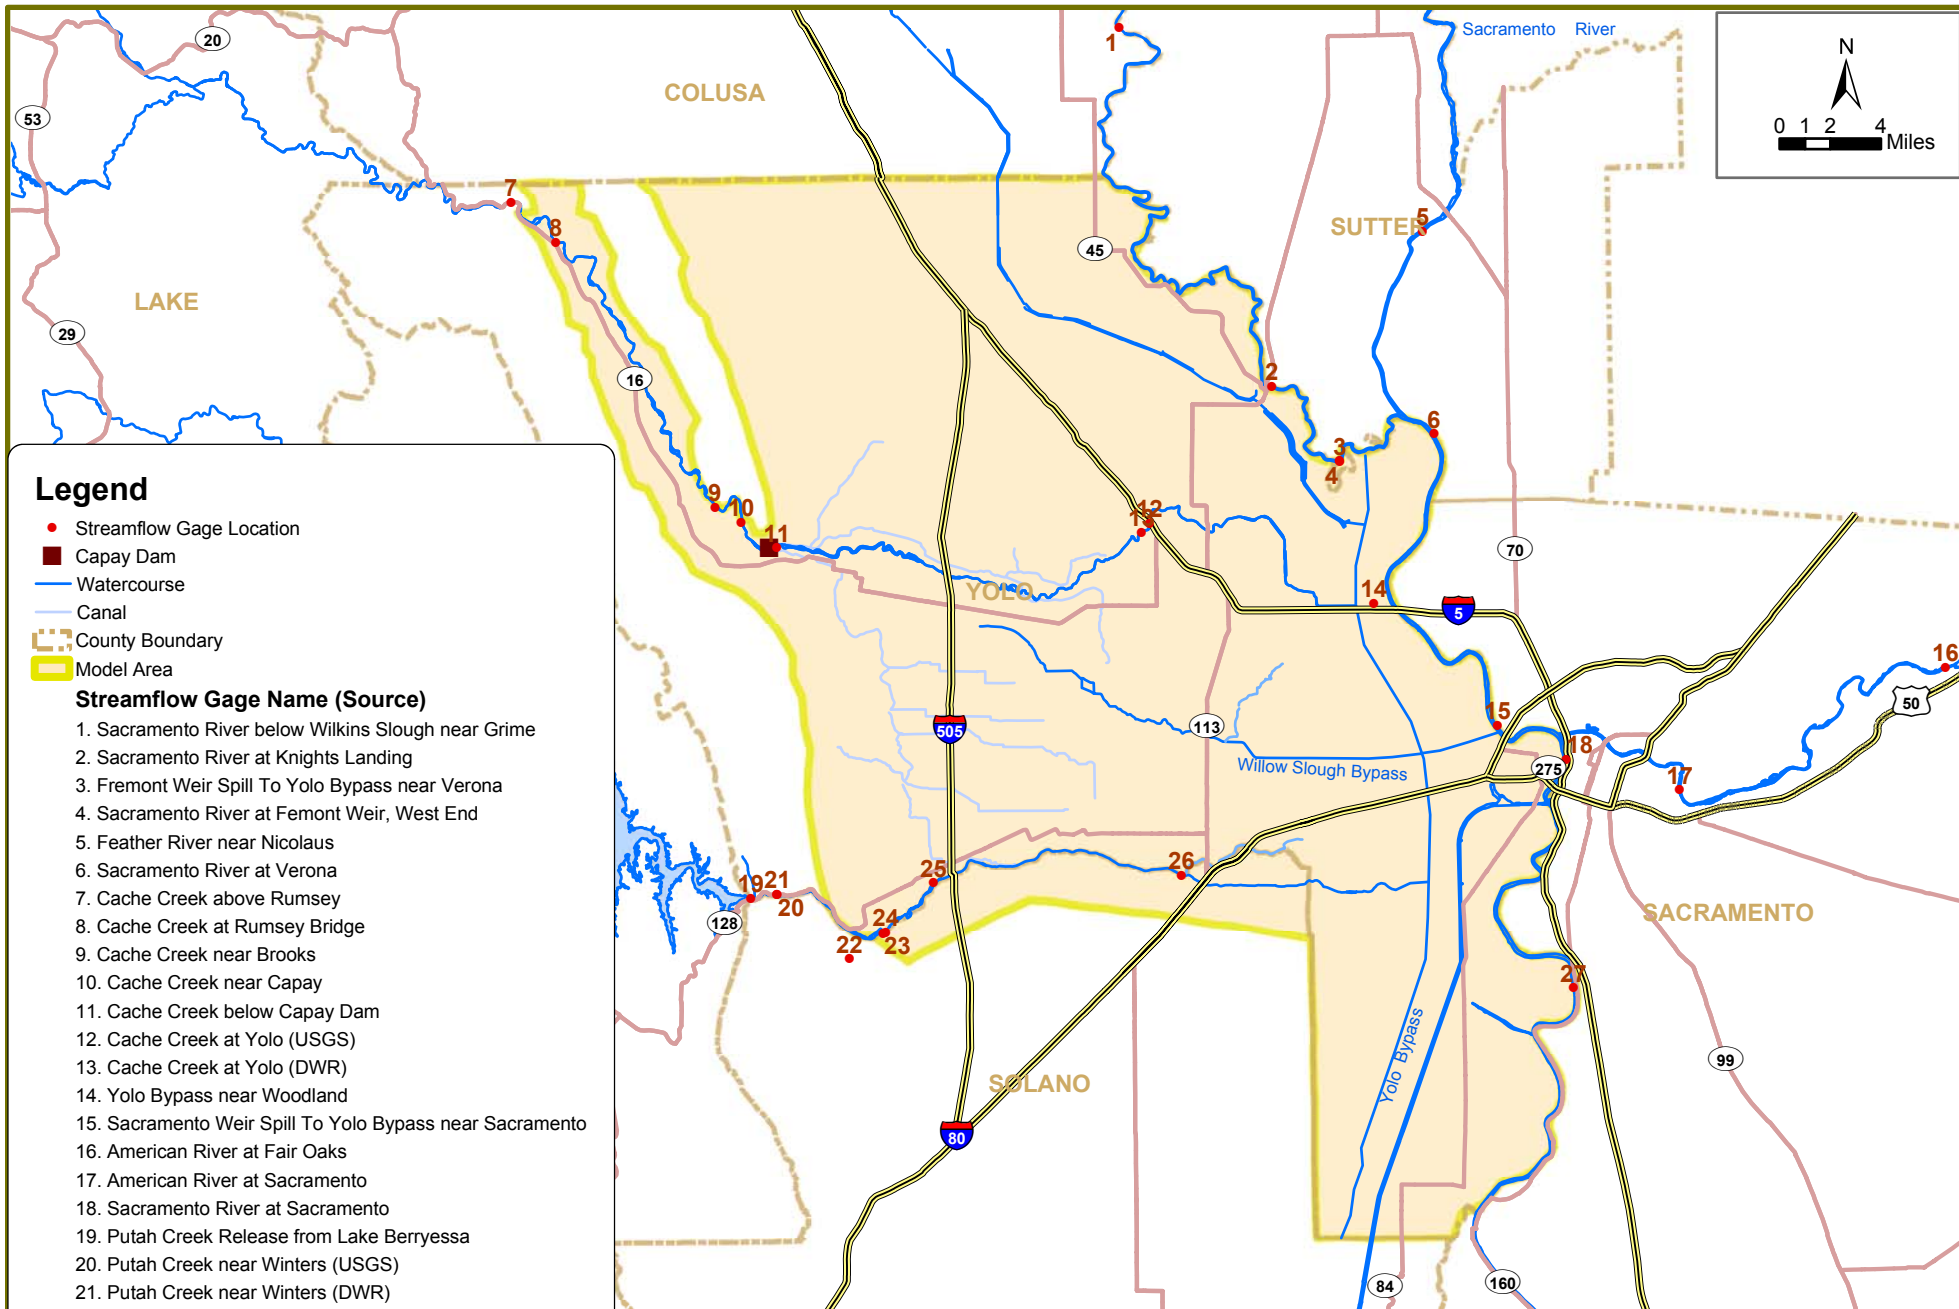 Sacramento River
N
0 1 2 4
Miles
COLUSA
SUTTER
LAKE
YOLO
SOLANO
SACRAMENTO
20
53
29
16
45
70
5
505
113
275
50
128
80
99
84
160
Willow Slough Bypass
Yolo Bypass
1
2
3
4
5
6
7
8
9
10
11
12
13
14
15
16
17
18
19
21
20
22
24
23
25
26
27
Legend
Streamflow Gage Location
Capay Dam
Watercourse
Canal
County Boundary
Model Area
Streamflow Gage Name (Source)
1. Sacramento River below Wilkins Slough near Grime
2. Sacramento River at Knights Landing
3. Fremont Weir Spill To Yolo Bypass near Verona
4. Sacramento River at Femont Weir, West End
5. Feather River near Nicolaus
6. Sacramento River at Verona
7. Cache Creek above Rumsey
8. Cache Creek at Rumsey Bridge
9. Cache Creek near Brooks
10. Cache Creek near Capay
11. Cache Creek below Capay Dam
12. Cache Creek at Yolo (USGS)
13. Cache Creek at Yolo (DWR)
14. Yolo Bypass near Woodland
15. Sacramento Weir Spill To Yolo Bypass near Sacramento
16. American River at Fair Oaks
17. American River at Sacramento
18. Sacramento River at Sacramento
19. Putah Creek Release from Lake Berryessa
20. Putah Creek near Winters (USGS)
21. Putah Creek near Winters (DWR)